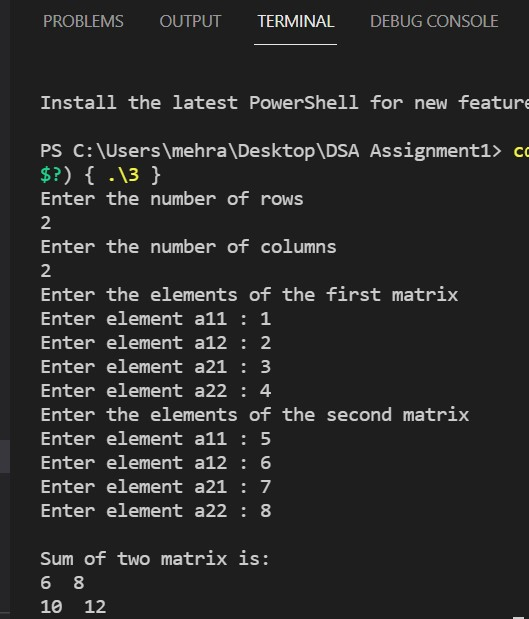 PROBLEMS OUTPUT TERMINAL DEBUG CONSOLE
Install the latest PowerShell for new
PS C:\Users\mehra\Desktop\DSA Assignment1>
$?) { .\3 }
Enter the number of rows
2
Enter the number of columns
2
Enter the elements of the first matrix
Enter element a11 : 1
Enter element a12 : 2
Enter element a21 : 3
Enter element a22 : 4
Enter the elements of the second matrix
Enter element a11 : 5
Enter element a12 : 6
Enter element a21 : 7
Enter element a22 : 8
Sum of two matrix is:
6 8
10 12